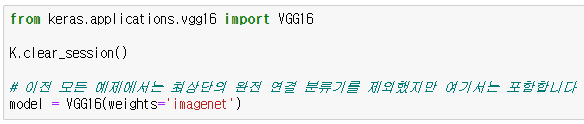 from keras.applications.vgg16 import VGG16
K.clear_session()
# 이전 모든 예제에서는 최상단의 완전 연결 분류기를 제외했지만 여기서는 포함합니다
model = VGG16(weights='imagenet')